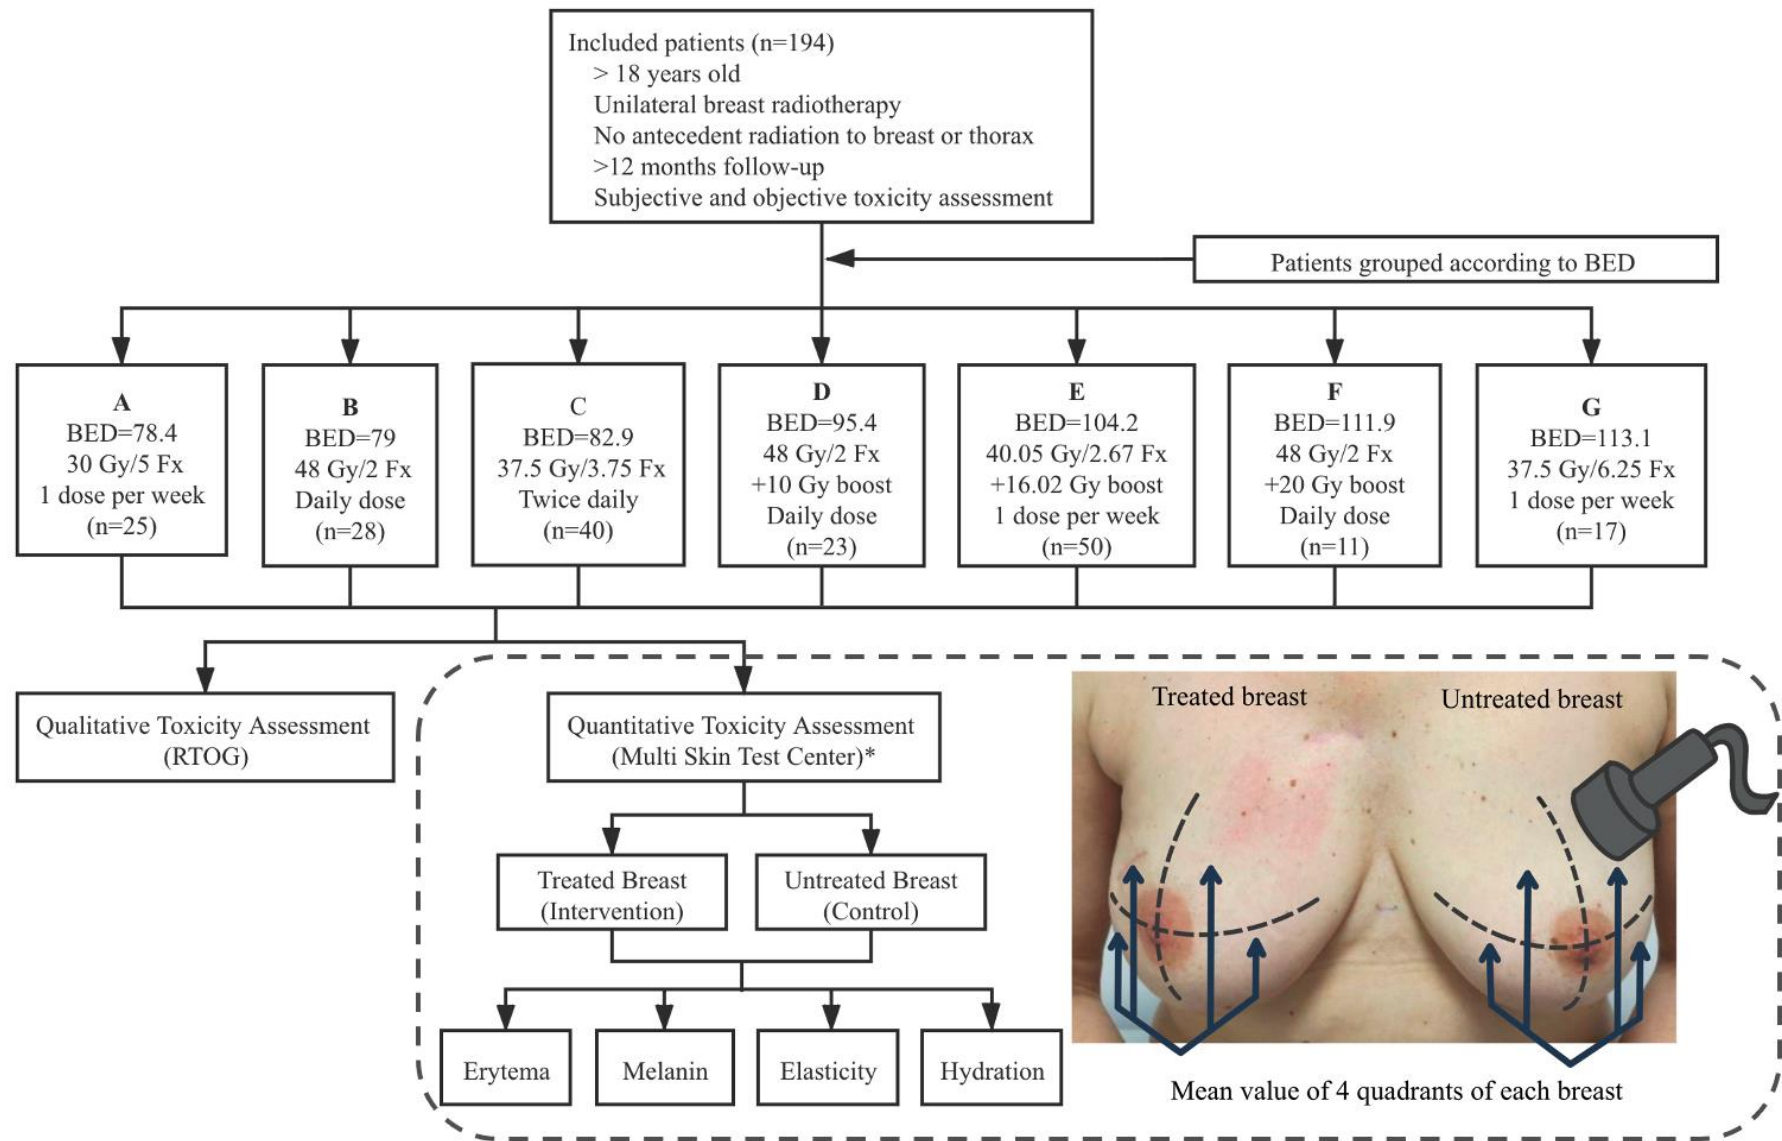 Included patients (n=194)
> 18 years old
Unilateral breast radiotherapy
No antecedent radiation to breast or thorax
>12 months follow-up
Subjective and objective toxicity assessment
Patients grouped according to BED
A
BED=78.4
30 Gy/5 Fx
1 dose per week
(n=25)
B
BED=79
48 Gy/2 Fx
Daily dose
(n=28)
C
BED=82.9
37.5 Gy/3.75 Fx
Twice daily
(n=40)
D
BED=95.4
48 Gy/2 Fx
+10 Gy boost
Daily dose
(n=23)
E
BED=104.2
40.05 Gy/2.67 Fx
+16.02 Gy boost
1 dose per week
(n=50)
F
BED=111.9
48 Gy/2 Fx
+20 Gy boost
Daily dose
(n=11)
G
BED=113.1
37.5 Gy/6.25 Fx
1 dose per week
(n=17)
Qualitative Toxicity Assessment
(RTOG)
Quantitative Toxicity Assessment
(Multi Skin Test Center)*
Treated Breast
(Intervention)
Untreated Breast
(Control)
Erytema
Melanin
Elasticity
Hydration
Treated breast
Untreated breast
Mean value of 4 quadrants of each breast